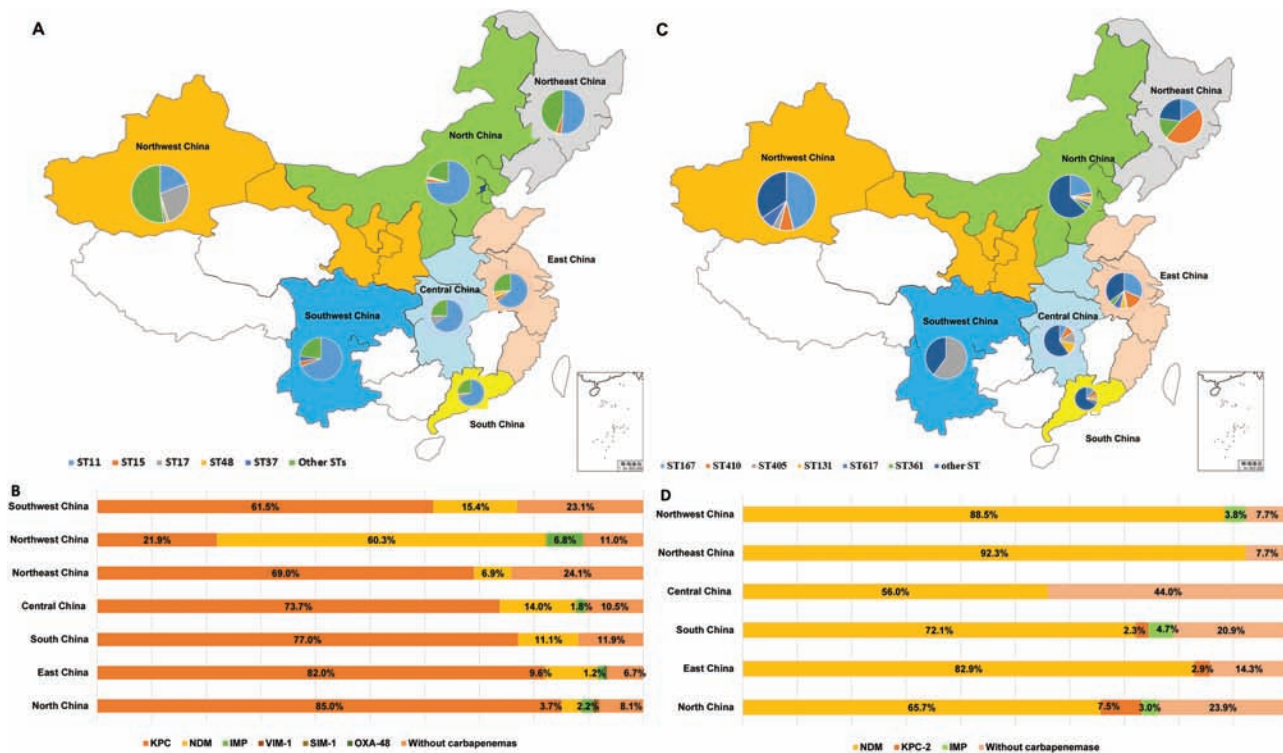 A
Northeast China
North China
Northwest China
East China
Central China
Southwest China
South China
ST11 ST15 ST17 ST48 ST37 Other STs
B
Southwest China 61.5% 15.4% 23.1%
Northwest China 21.9% 60.3% 6.8% 11.0%
Northeast China 69.0% 6.9% 24.1%
Central China 73.7% 14.0% 1.8% 10.5%
South China 77.0% 11.1% 11.9%
East China 82.0% 9.6% 1.2% 6.7%
North China 85.0% 3.7% 2.2% 8.1%
KPC NDM IMP VIM-1 SIM-1 OXA-48 Without carbapenemas
C
Northeast China
North China
Northwest China
East China
Central China
Southwest China
South China
ST167 ST410 ST405 ST131 ST617 ST361 other ST
D
Northwest China 88.5% 3.8% 7.7%
Northeast China 92.3% 7.7%
Central China 56.0% 44.0%
South China 72.1% 2.3% 4.7% 20.9%
East China 82.9% 2.9% 14.3%
North China 65.7% 7.5% 3.0% 23.9%
NDM KPC-2 IMP Without carbapenemase